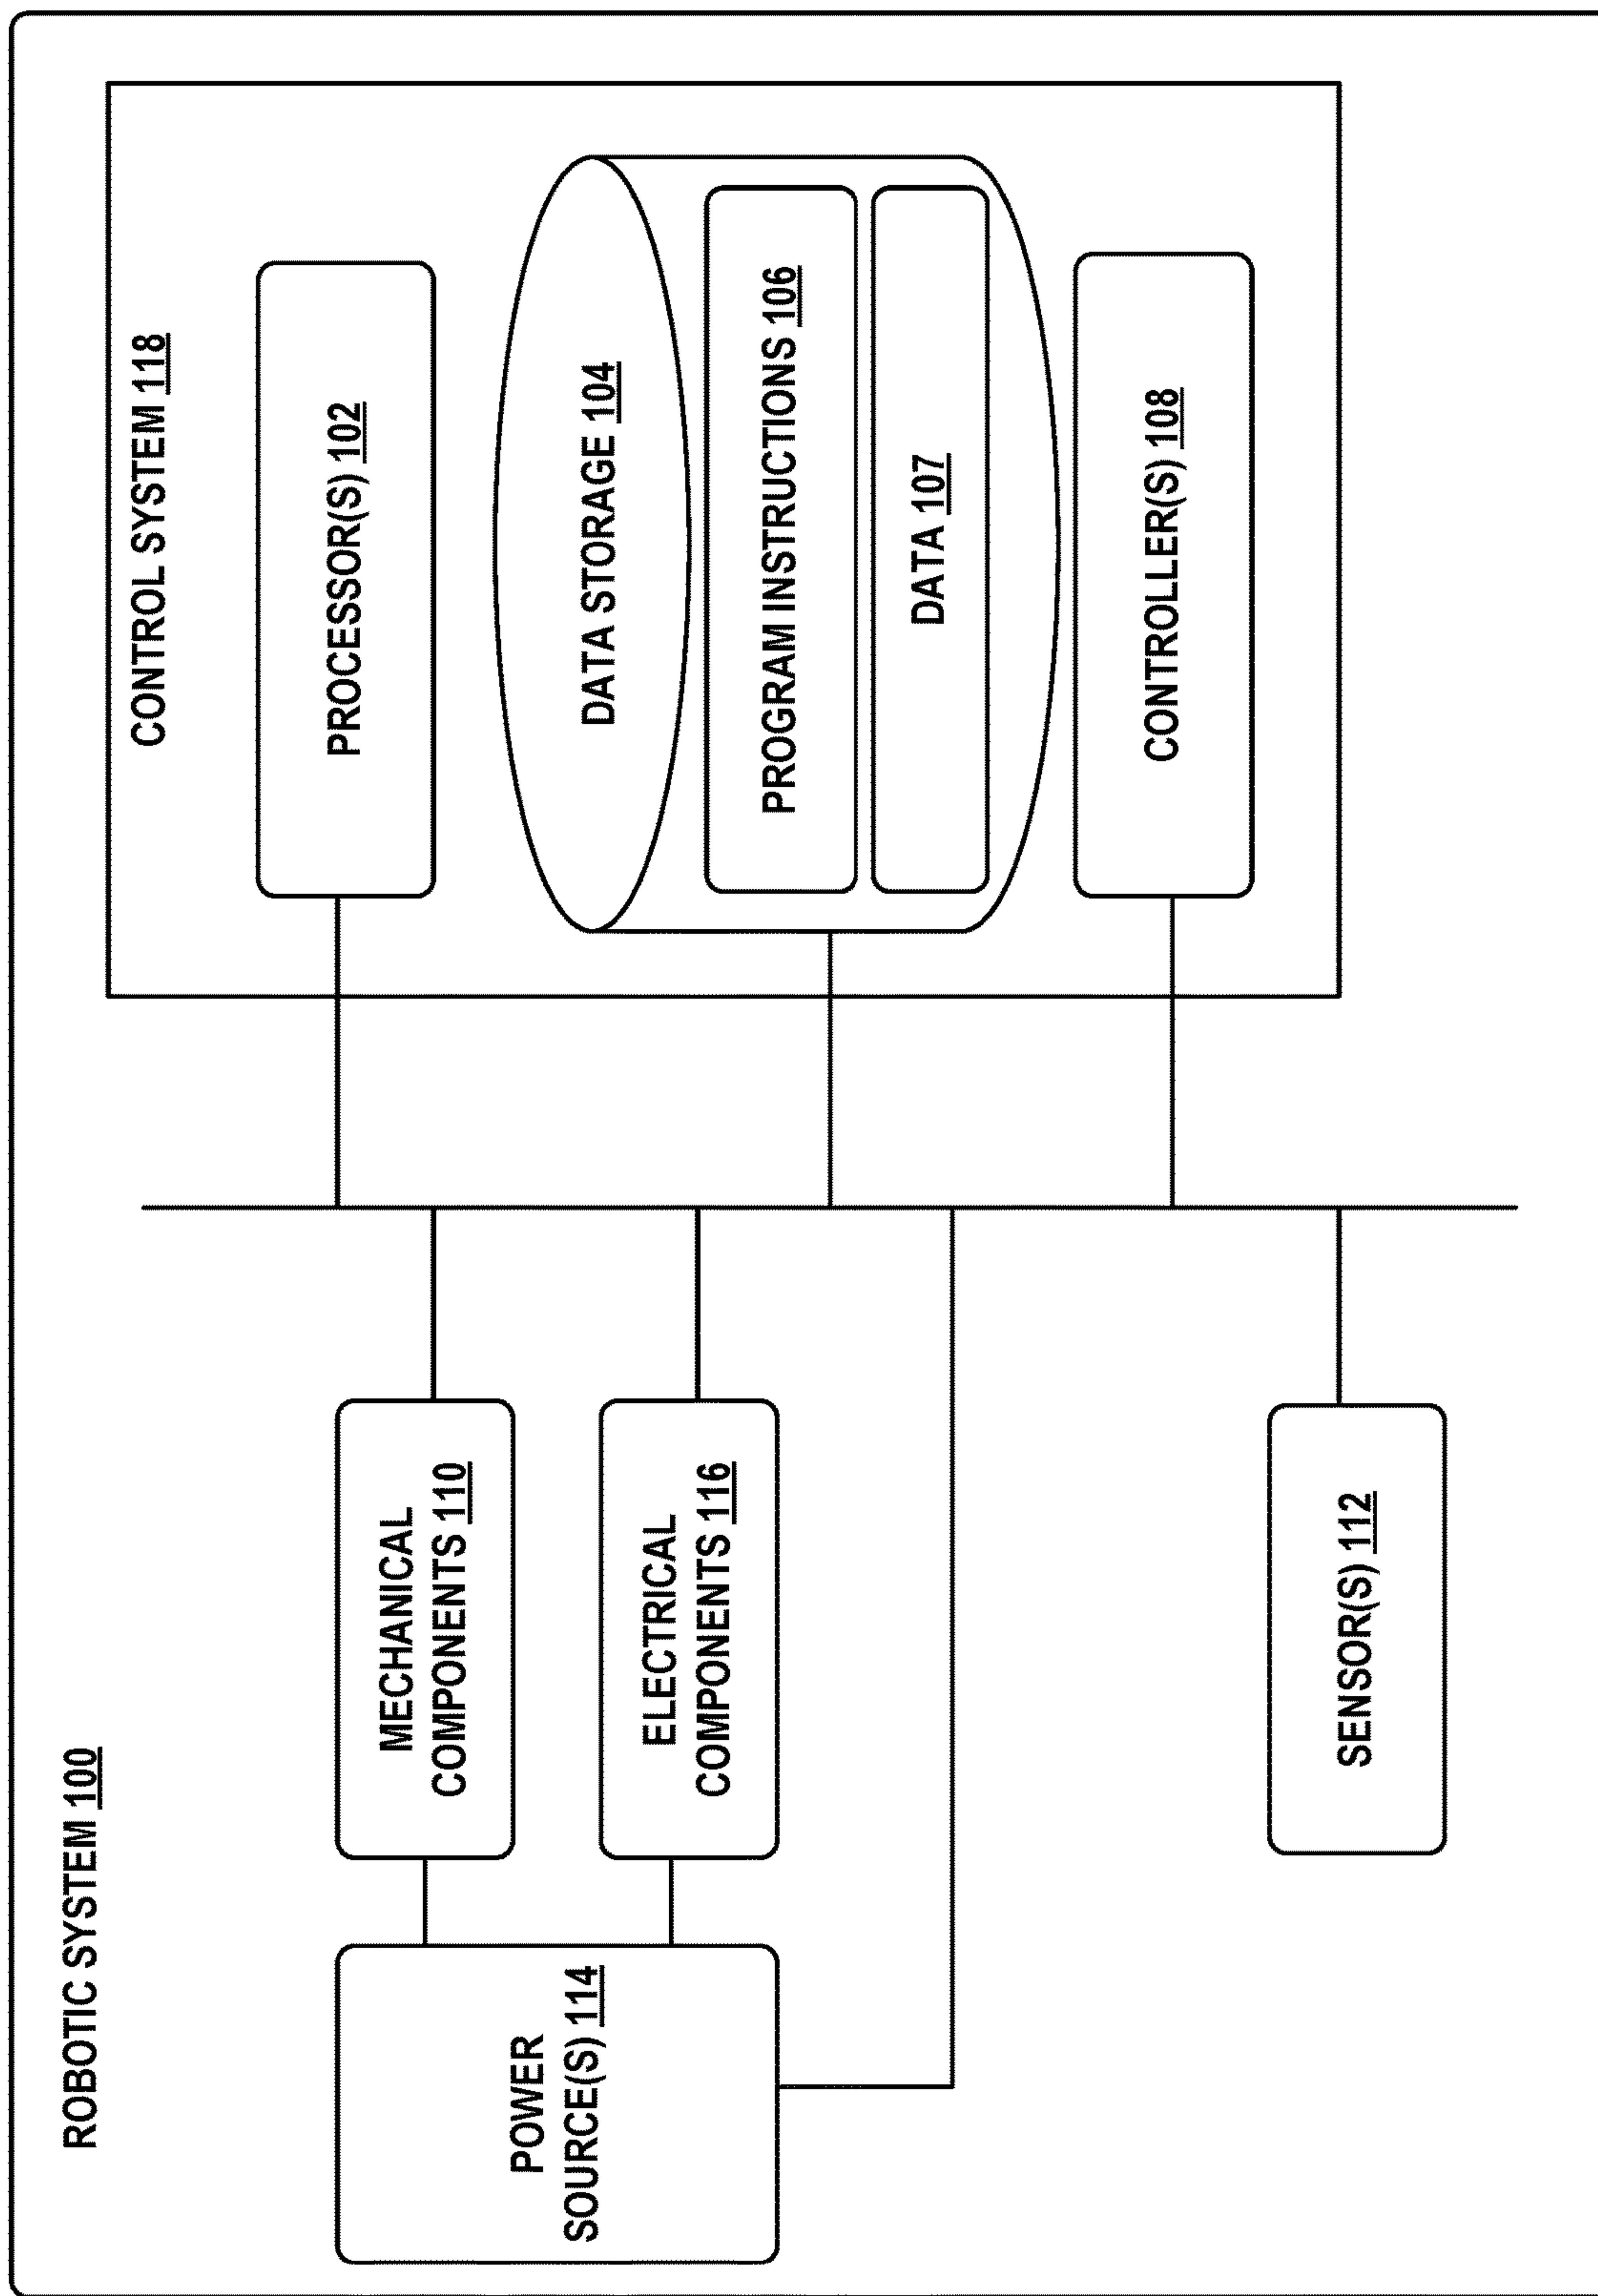 ROBOTIC SYSTEM 100
POWER
SOURCE(S) 114
MECHANICAL
COMPONENTS 110
ELECTRICAL
COMPONENTS 116
SENSOR(S) 112
CONTROL SYSTEM 118
PROCESSOR(S) 102
DATA STORAGE 104
PROGRAM INSTRUCTIONS 106
DATA 107
CONTROLLER(S) 108